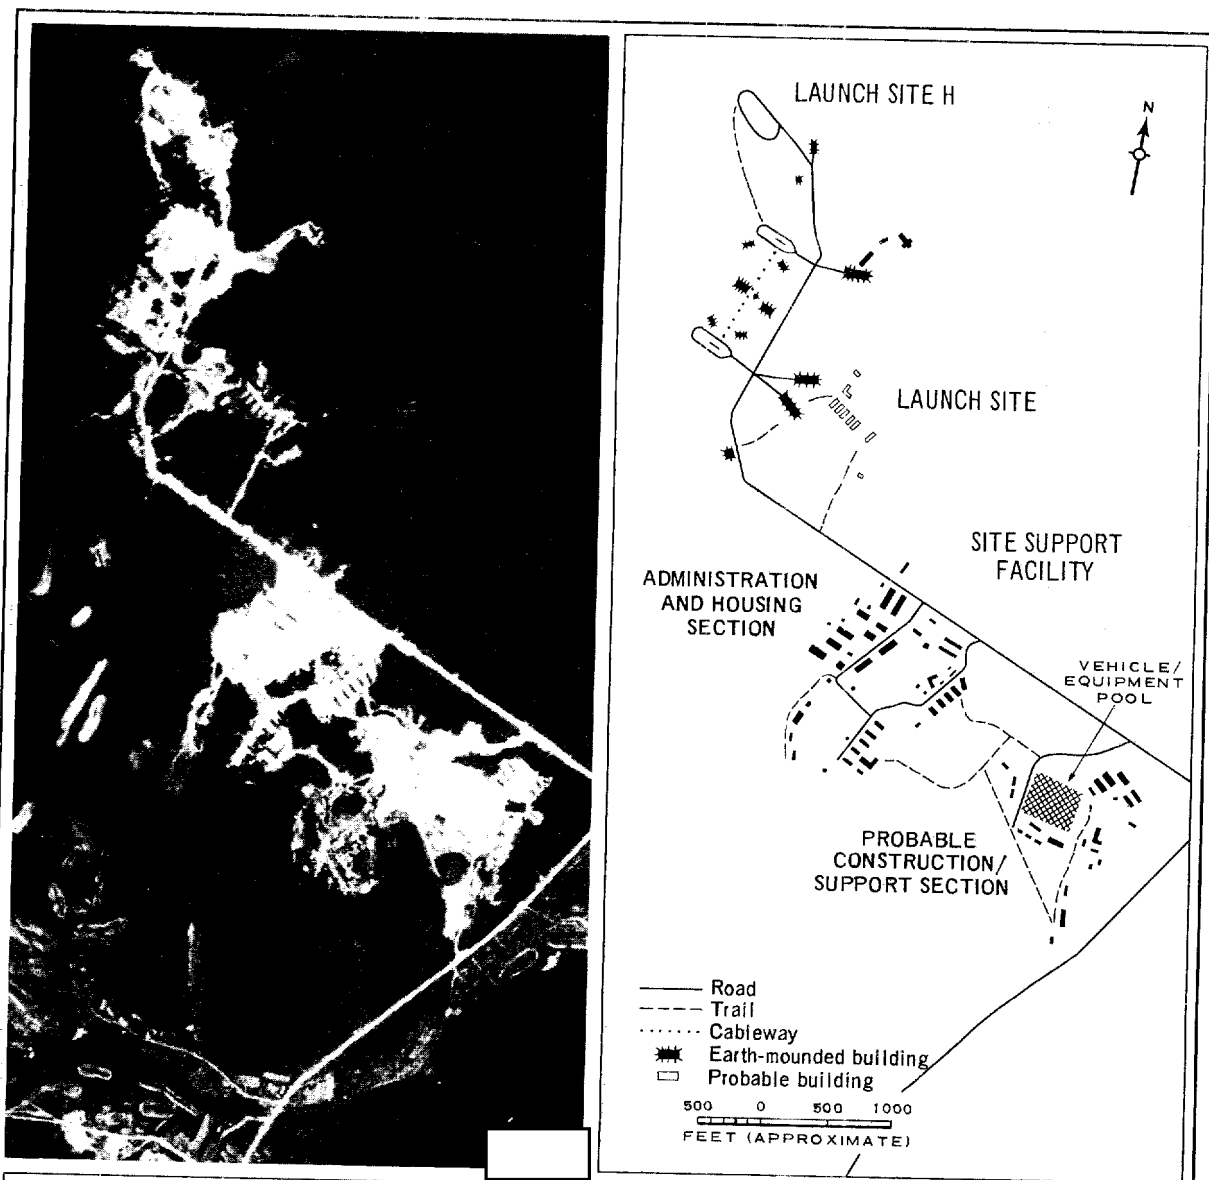 LAUNCH SITE H
N
LAUNCH SITE
SITE SUPPORT
FACILITY
ADMINISTRATION
AND HOUSING
SECTION
VEHICLE/
EQUIPMENT
POOL
PROBABLE
CONSTRUCTION/
SUPPORT SECTION
Road
Trail
Cableway
Earth-mounded building
Probable building
500 0 500 1000
FEET (APPROXIMATE)